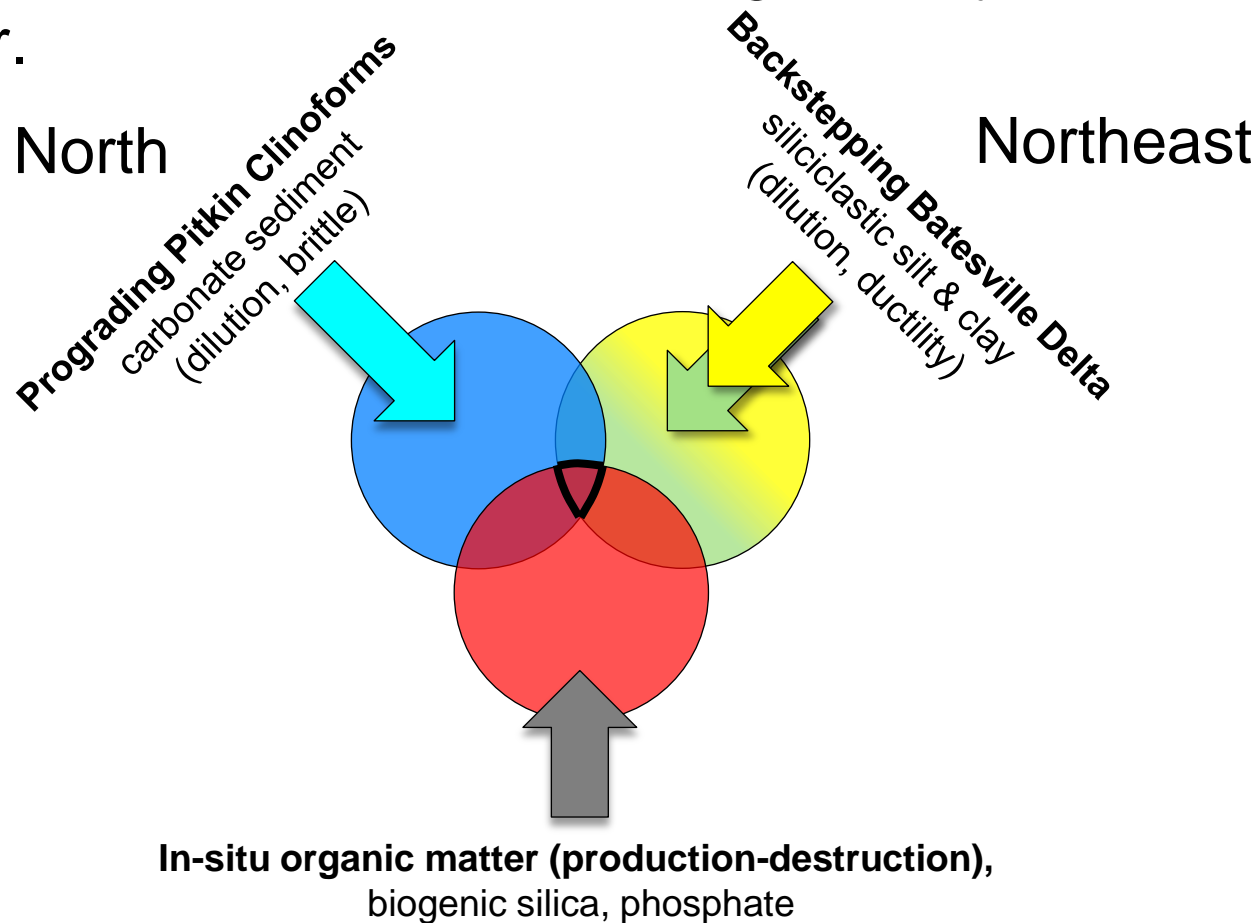 r.
North
Prograding Pitkin Clinoforms
carbonate sediment
(dilution, brittle)
Backstepping Batesville Delta
siliciclastic silt & clay
(dilution, ductility)
Northeast
In-situ organic matter (production-destruction),
biogenic silica, phosphate